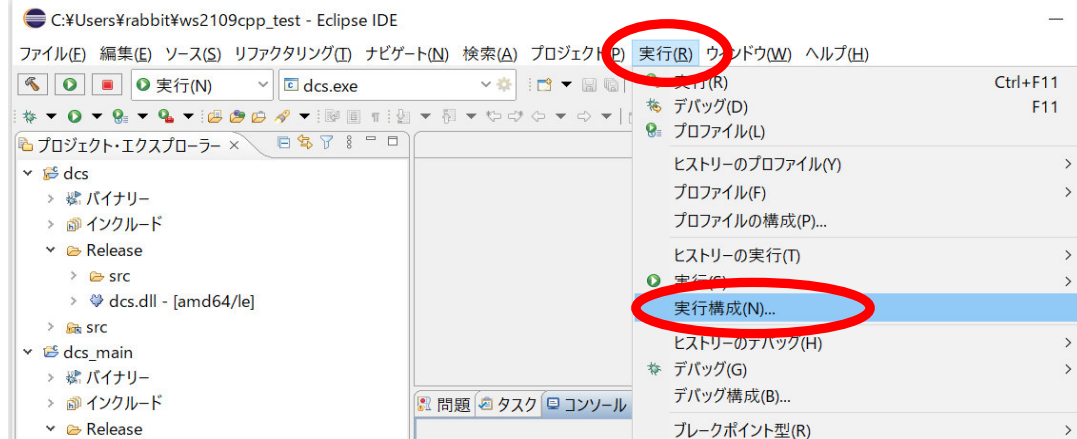 C:¥Users¥rabbit¥ws2109cpp_test - Eclipse IDE
ファイル(F) 編集(E) ソース(S) リファクタリング(T) ナビゲート(N) 検索(A) プロジェクト(P) 実行(R) ウィンドウ(W) ヘルプ(H)
実行(N) dcs.exe
実行(R) Ctrl+F11
デバッグ(D) F11
プロファイル(L)
ヒストリーのプロファイル(Y)
プロファイル(F)
プロファイルの構成(P)...
ヒストリーの実行(T)
実行(S)
実行構成(N)...
ヒストリーのデバッグ(H)
デバッグ(G)
デバッグ構成(B)...
ブレークポイント型(R)
プロジェクト・エクスプローラー
dcs
バイナリー
インクルード
Release
src
dcs.dll - [amd64/le]
src
dcs_main
バイナリー
インクルード
Release
問題 タスク コンソール